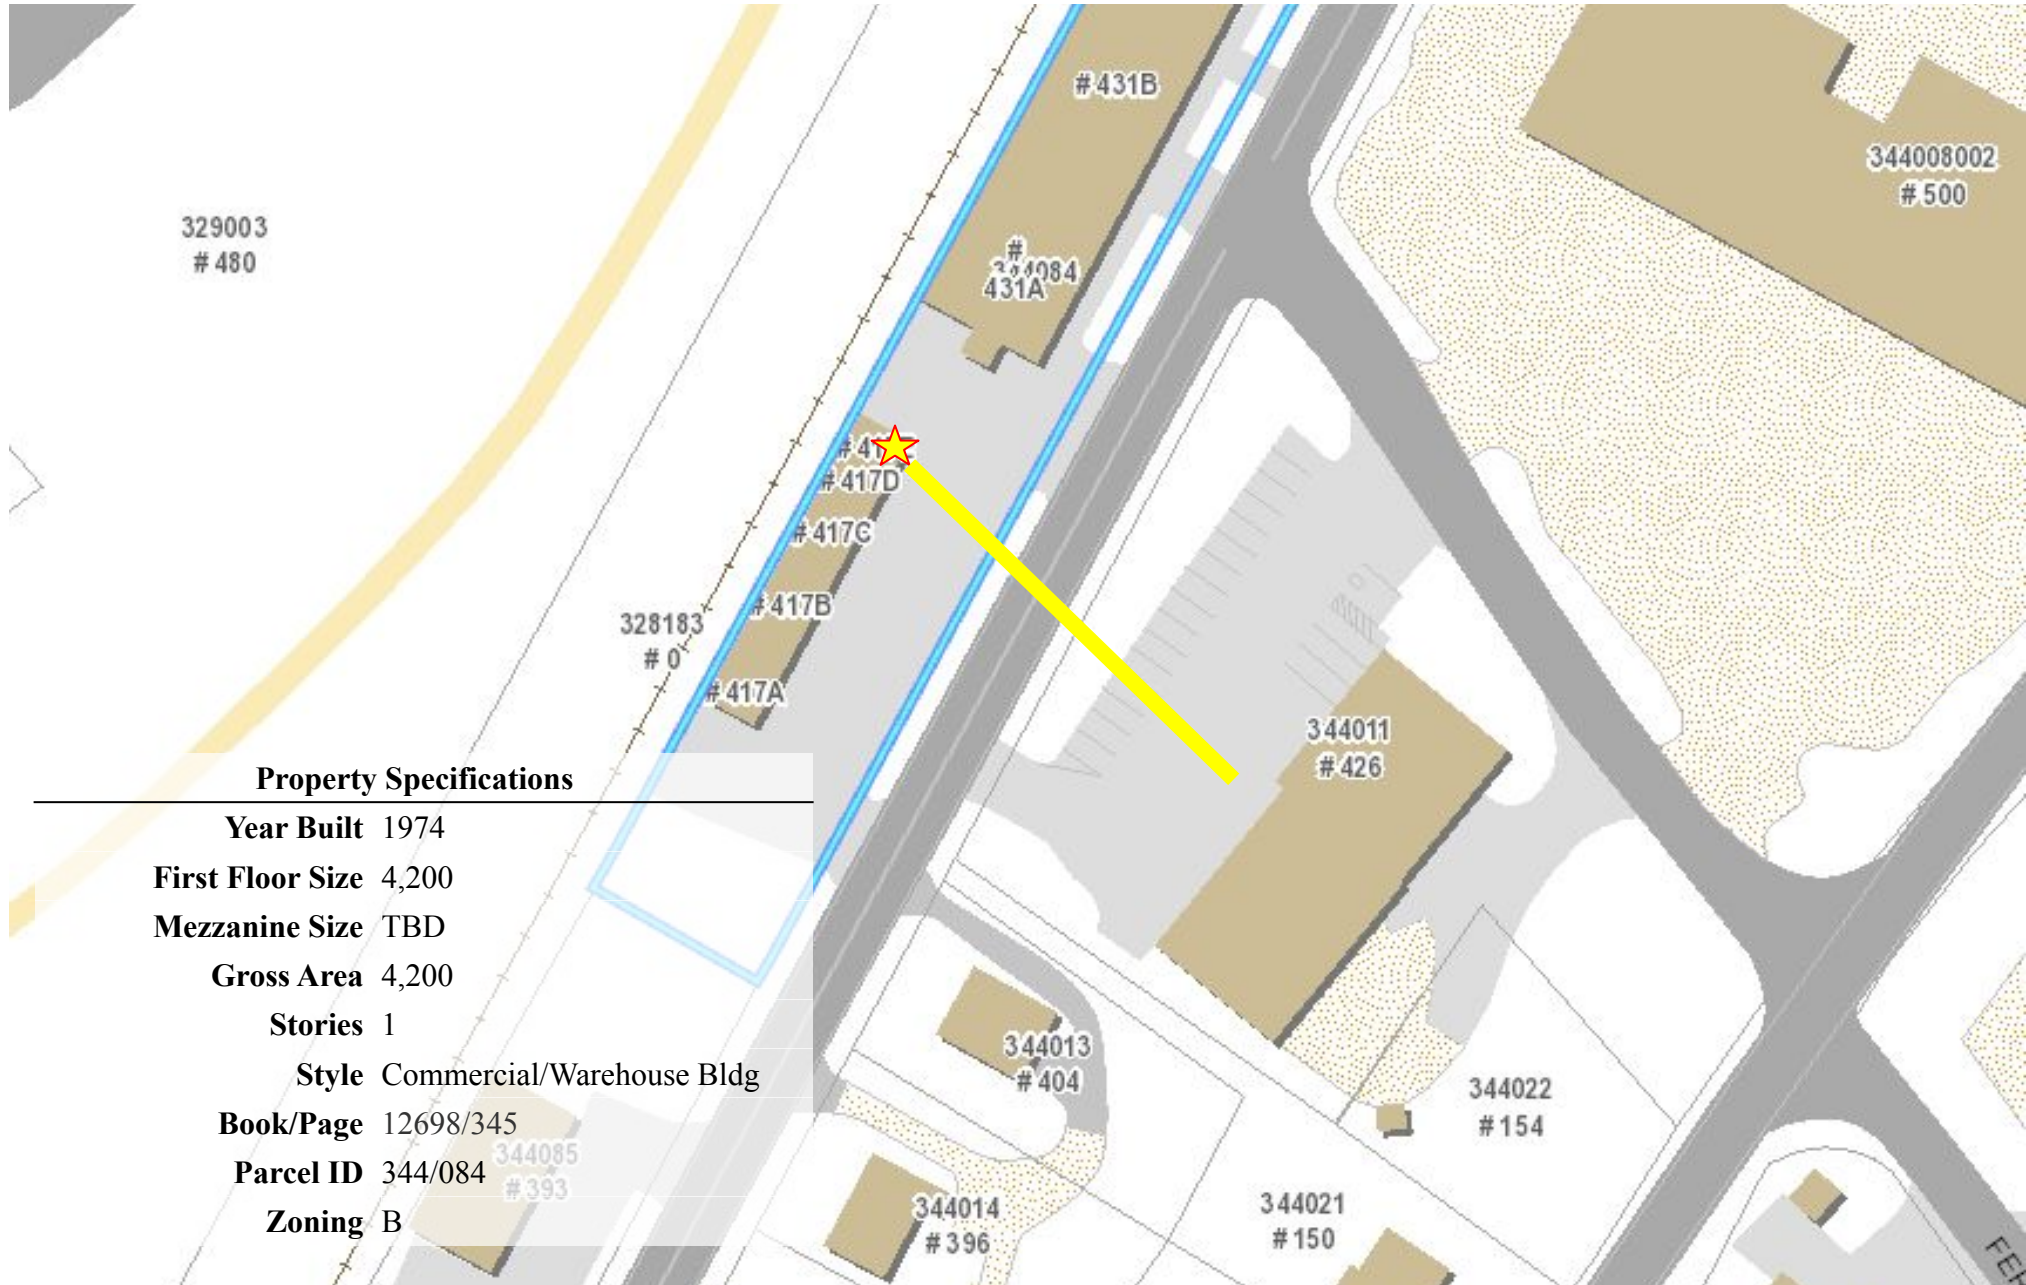 #431B
344008002
#500
329003
#480
#
344084
431A
#417D
#417C
#417B
328183
#0
#417A
344011
#426
Property Specifications
Year Built 1974
First Floor Size 4,200
Mezzanine Size TBD
Gross Area 4,200
Stories 1
Style Commercial/Warehouse Bldg
Book/Page 12698/345
Parcel ID 344/084
Zoning B
344013
#404
344022
#154
344085
#393
344014
#396
344021
#150